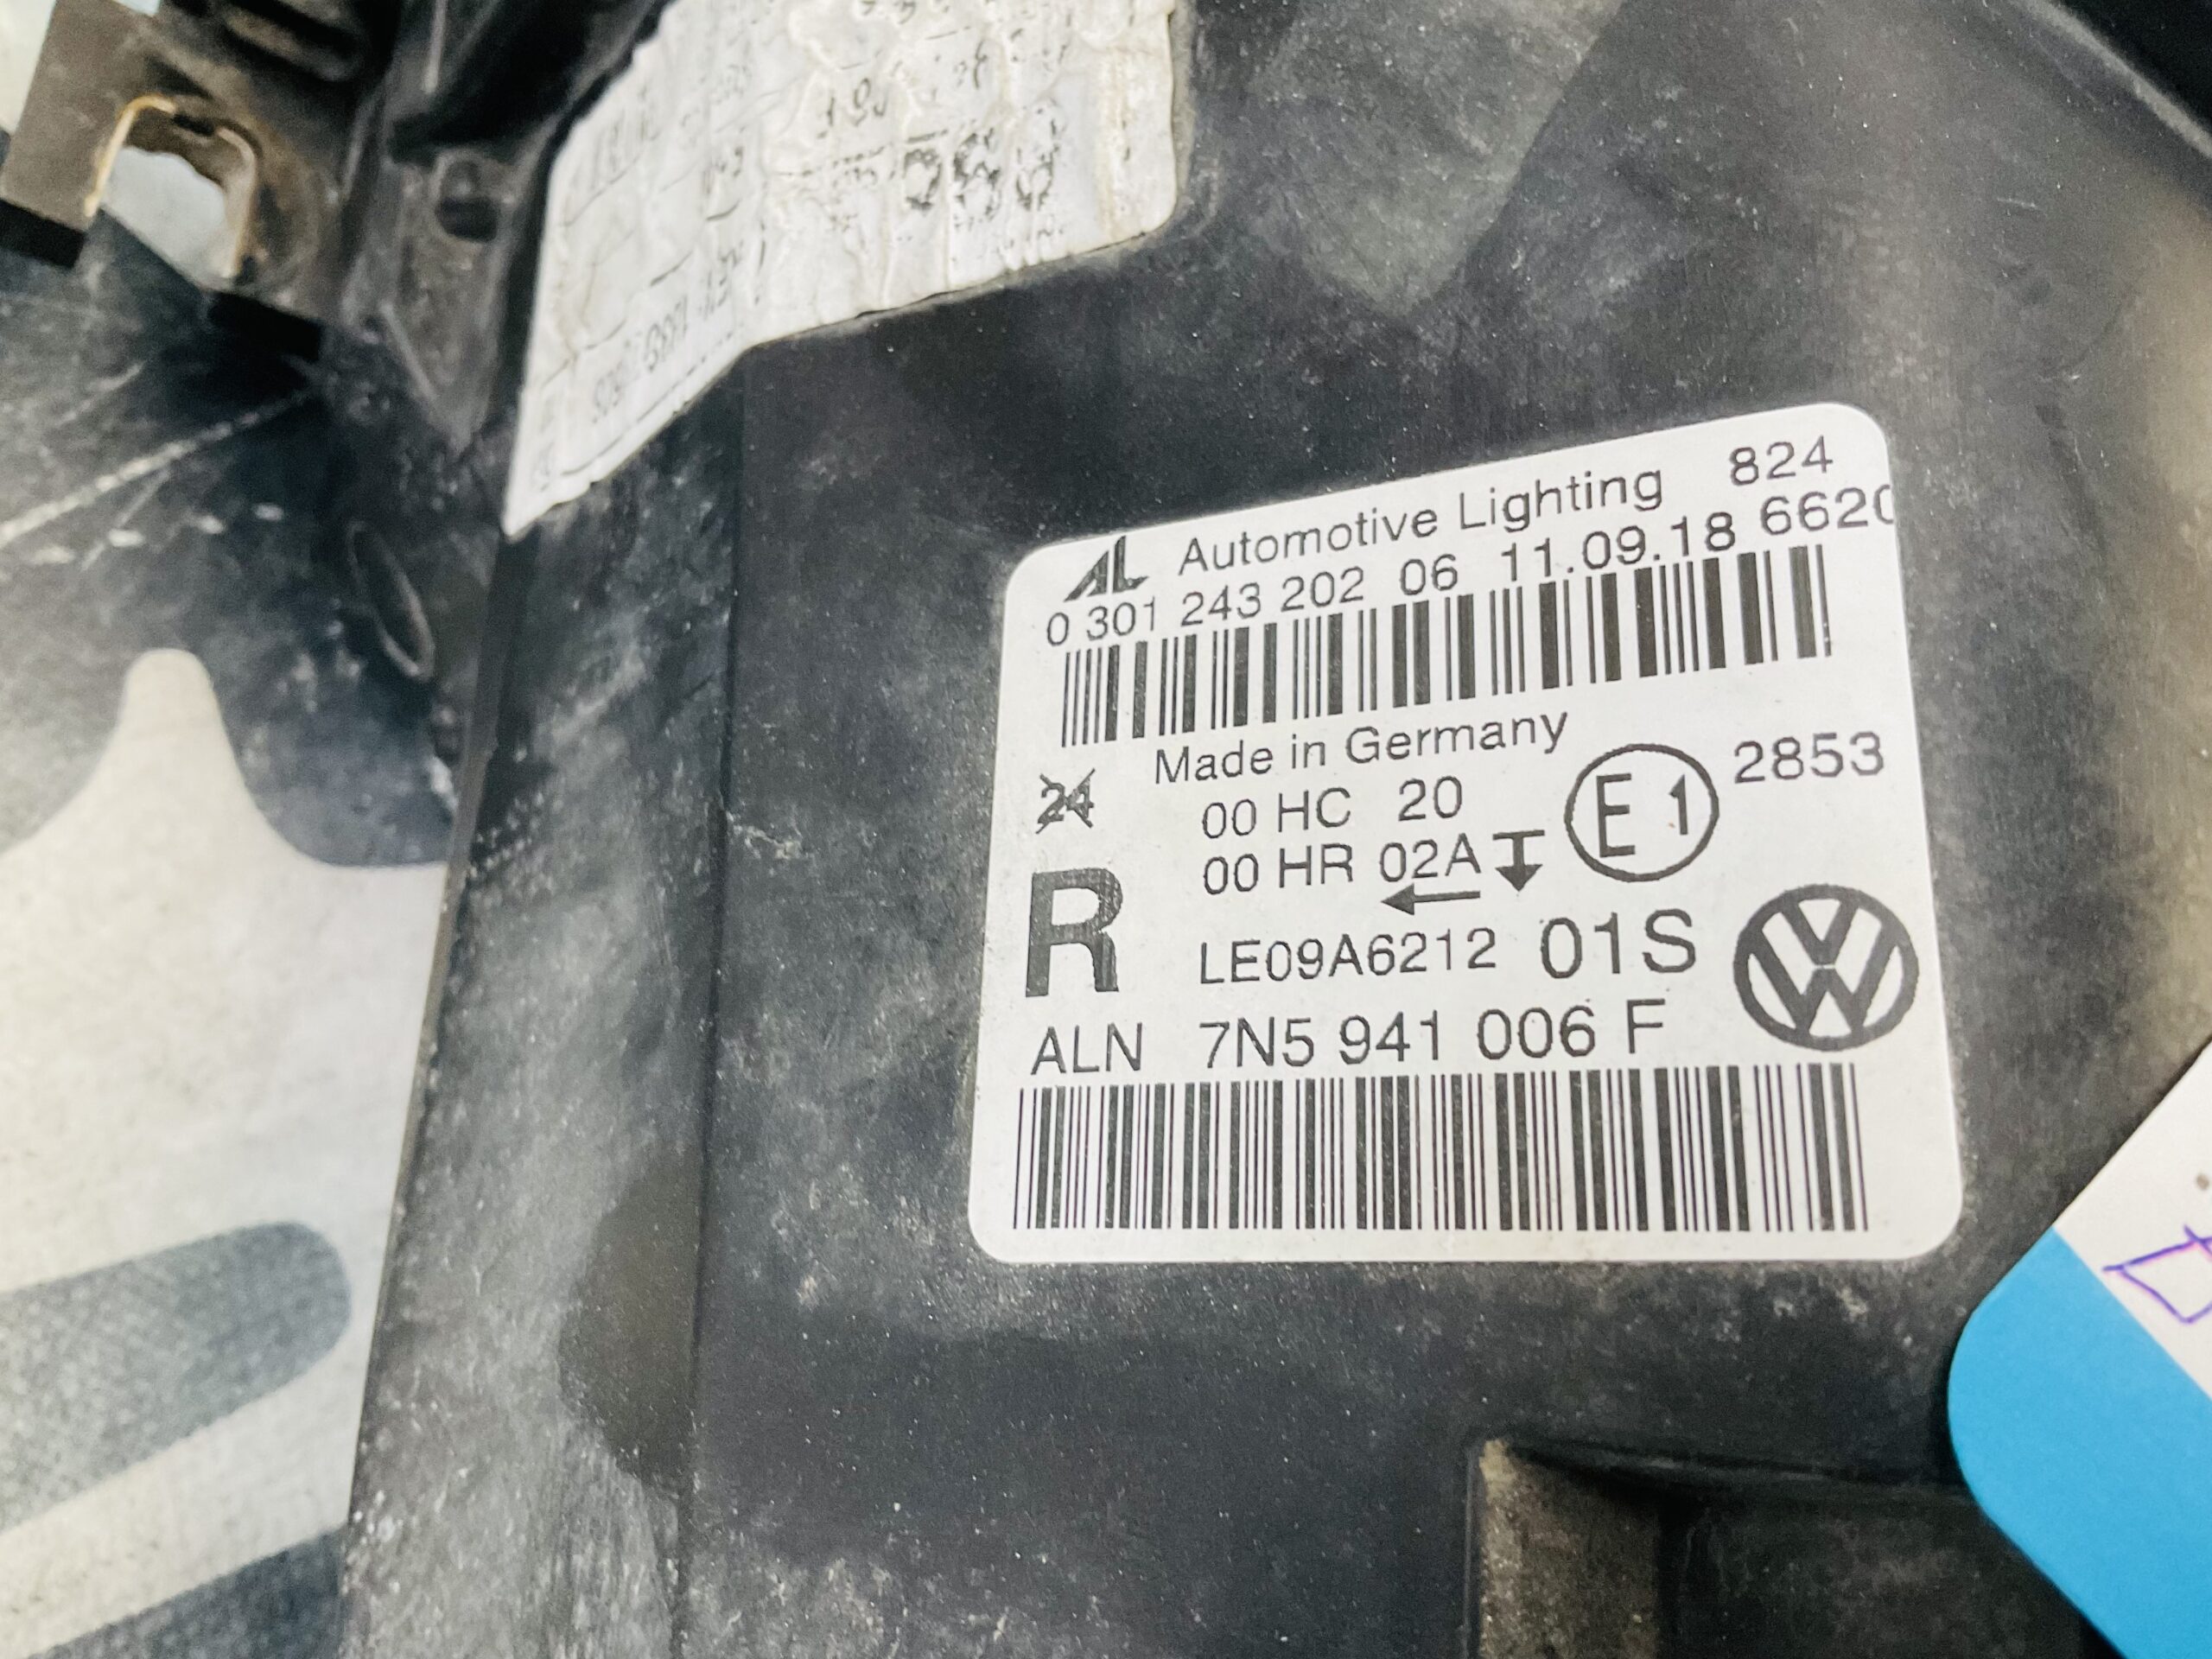 AL Automotive Lighting 824
0 301 243 202 06 11.09.18 6620
Made in Germany
24 00 HC 20 E1 2853
00 HR 02A
R LE09A6212 01S
ALN 7N5 941 006 F